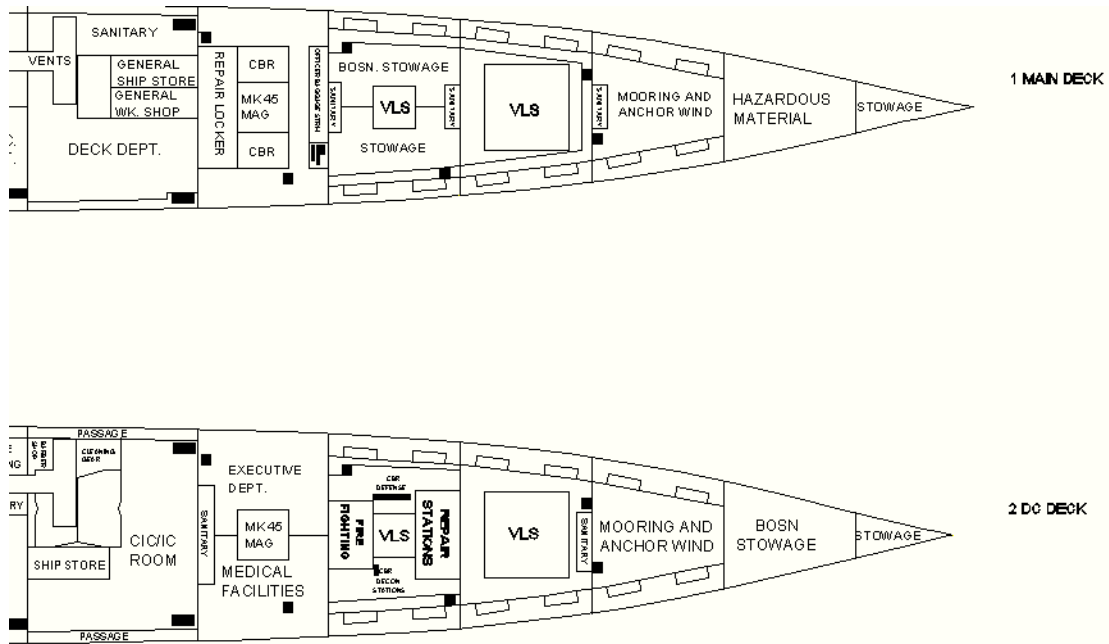 SANITARY
VENTS
GENERAL
SHIP STORE
GENERAL
WK. SHOP
DECK DEPT.
REPAIR LOCKER
CBR
MK45
MAG
CBR
SANITARY
BOSN. STOWAGE
VLS
STOWAGE
SANITARY
VLS
SANITARY
MOORING AND
ANCHOR WIND
HAZARDOUS
MATERIAL
STOWAGE
1 MAIN DECK
PASSAGE
CLEANING
GEAR
RY
SHIP STORE
CIC/IC
ROOM
PASSAGE
SANITARY
EXECUTIVE
DEPT.
MK45
MAG
MEDICAL
FACILITIES
FIRE
FIGHTING
CBR
DEFENSE
VLS
CBR
DECON
STATIONS
REPAIR
STATIONS
VLS
SANITARY
MOORING AND
ANCHOR WIND
BOSN
STOWAGE
STOWAGE
2 DC DECK